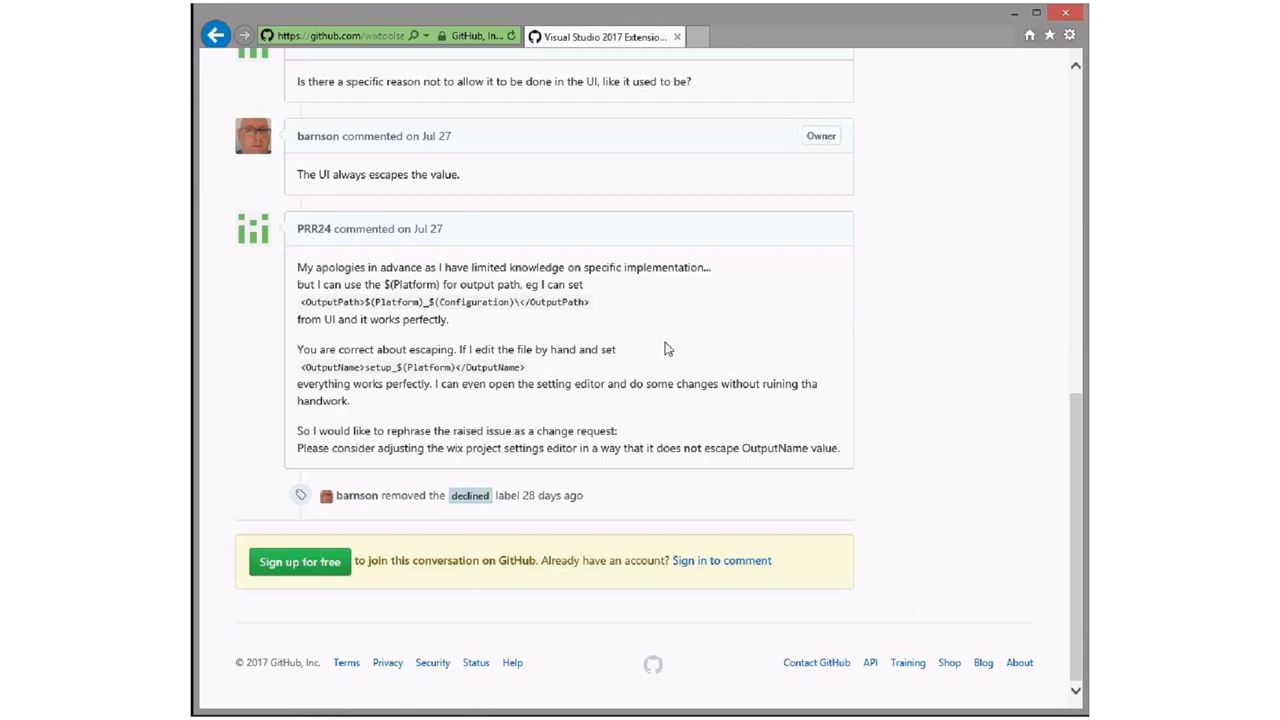 https://github.com/wixtoolse
GitHub, In...
Visual Studio 2017 Extensio...
Is there a specific reason not to allow it to be done in the UI, like it used to be?
barnson commented on Jul 27
Owner
The UI always escapes the value.
PRR24 commented on Jul 27
My apologies in advance as I have limited knowledge on specific implementation...
but I can use the $(Platform) for output path, eg I can set
<OutputPath>$(Platform)_$(Configuration)\</OutputPath>
from UI and it works perfectly.
You are correct about escaping. If I edit the file by hand and set
<OutputName>setup_$(Platform)</OutputName>
everything works perfectly. I can even open the setting editor and do some changes without ruining tha
handwork.
So I would like to rephrase the raised issue as a change request:
Please consider adjusting the wix project settings editor in a way that it does not escape OutputName value.
barnson removed the declined label 28 days ago
Sign up for free to join this conversation on GitHub. Already have an account? Sign in to comment
© 2017 GitHub, Inc. Terms Privacy Security Status Help
Contact GitHub API Training Shop Blog About